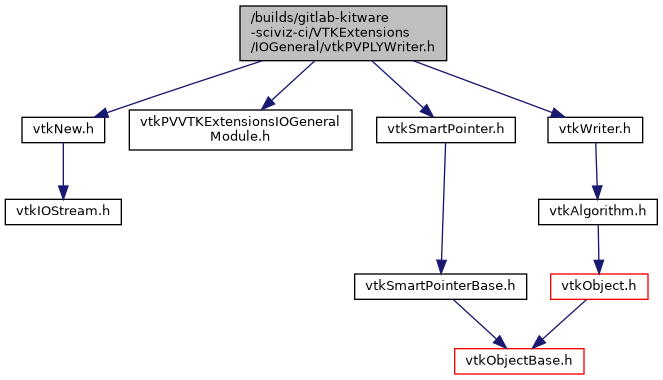 /builds/gitlab-kitware
-sciviz-ci/VTKExtensions
/IOGeneral/vtkPVPLYWriter.h
vtkNew.h
vtkPVVTKExtensionsIOGeneral
Module.h
vtkSmartPointer.h
vtkWriter.h
vtkIOStream.h
vtkAlgorithm.h
vtkSmartPointerBase.h
vtkObject.h
vtkObjectBase.h